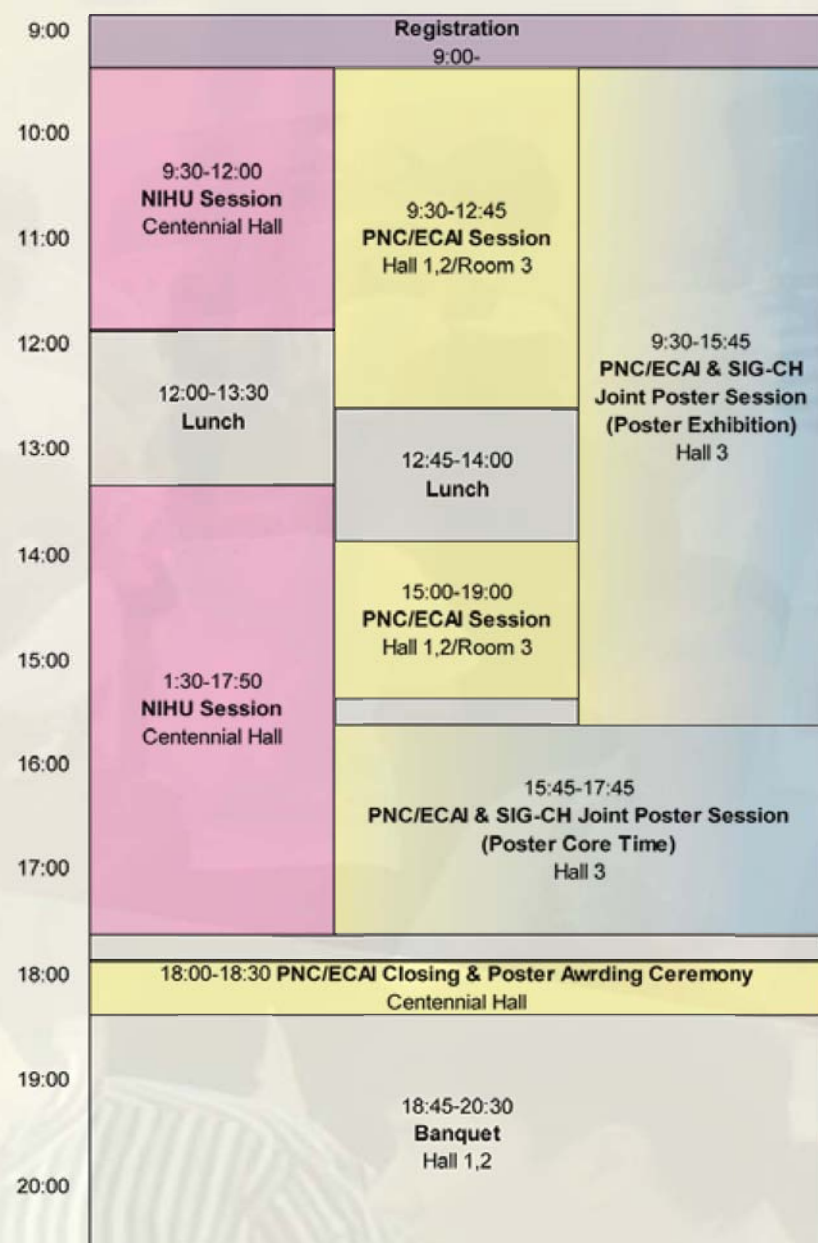 9:00
Registration
9:00-
10:00
11:00
12:00
13:00
14:00
15:00
16:00
17:00
18:00
19:00
20:00
9:30-12:00
NIHU Session
Centennial Hall
12:00-13:30
Lunch
1:30-17:50
NIHU Session
Centennial Hall
9:30-12:45
PNC/ECAI Session
Hall 1,2/Room 3
12:45-14:00
Lunch
15:00-19:00
PNC/ECAI Session
Hall 1,2/Room 3
9:30-15:45
PNC/ECAI & SIG-CH
Joint Poster Session
(Poster Exhibition)
Hall 3
15:45-17:45
PNC/ECAI & SIG-CH Joint Poster Session
(Poster Core Time)
Hall 3
18:00-18:30 PNC/ECAI Closing & Poster Awrding Ceremony
Centennial Hall
18:45-20:30
Banquet
Hall 1,2